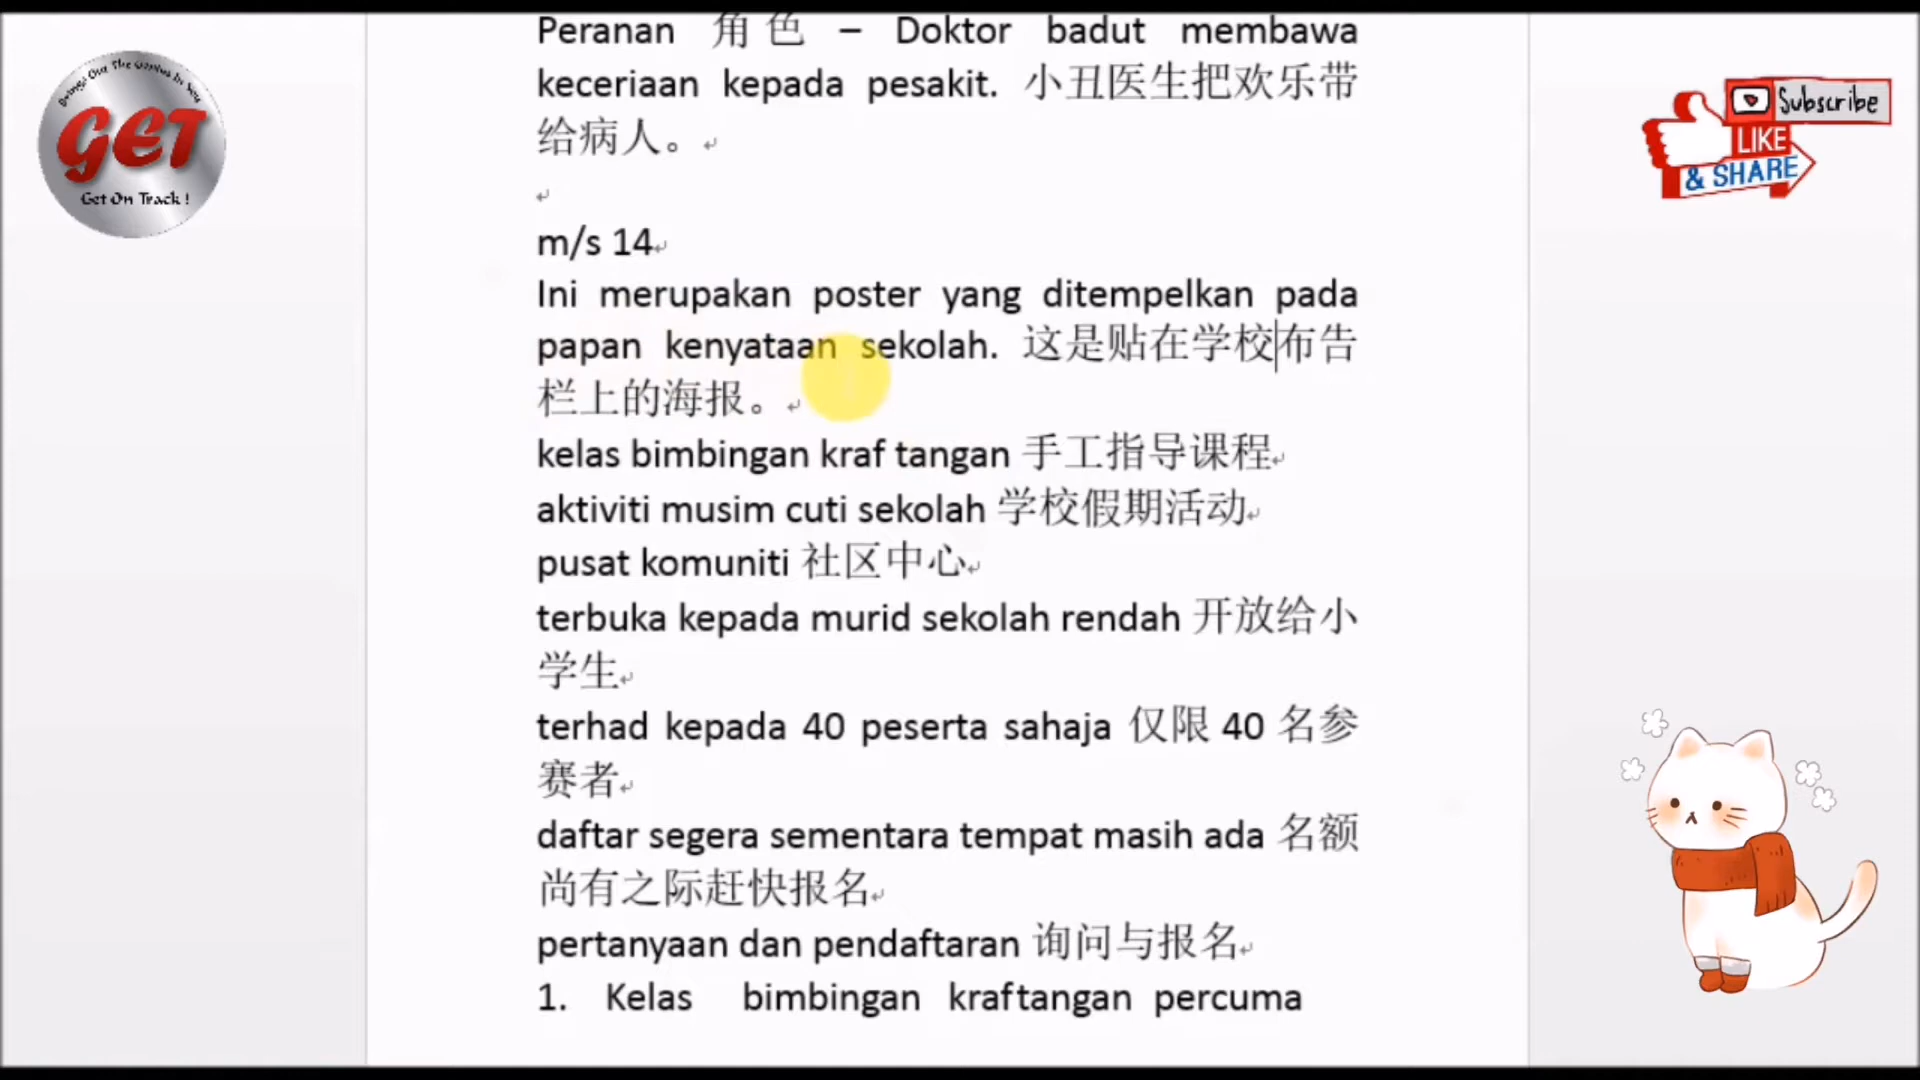 Peranan 角色 – Doktor badut membawa
keceriaan kepada pesakit. 小丑医生把欢乐带
给病人。
m/s 14
Ini merupakan poster yang ditempelkan pada
papan kenyataan sekolah. 这是贴在学校布告
栏上的海报。
kelas bimbingan kraf tangan 手工指导课程
aktiviti musim cuti sekolah 学校假期活动
pusat komuniti 社区中心
terbuka kepada murid sekolah rendah 开放给小
学生
terhad kepada 40 peserta sahaja 仅限 40 名参
赛者
daftar segera sementara tempat masih ada 名额
尚有之际赶快报名
pertanyaan dan pendaftaran 询问与报名
1. Kelas bimbingan kraftangan percuma
GET
Get On Track !
Subscribe
LIKE
& SHARE